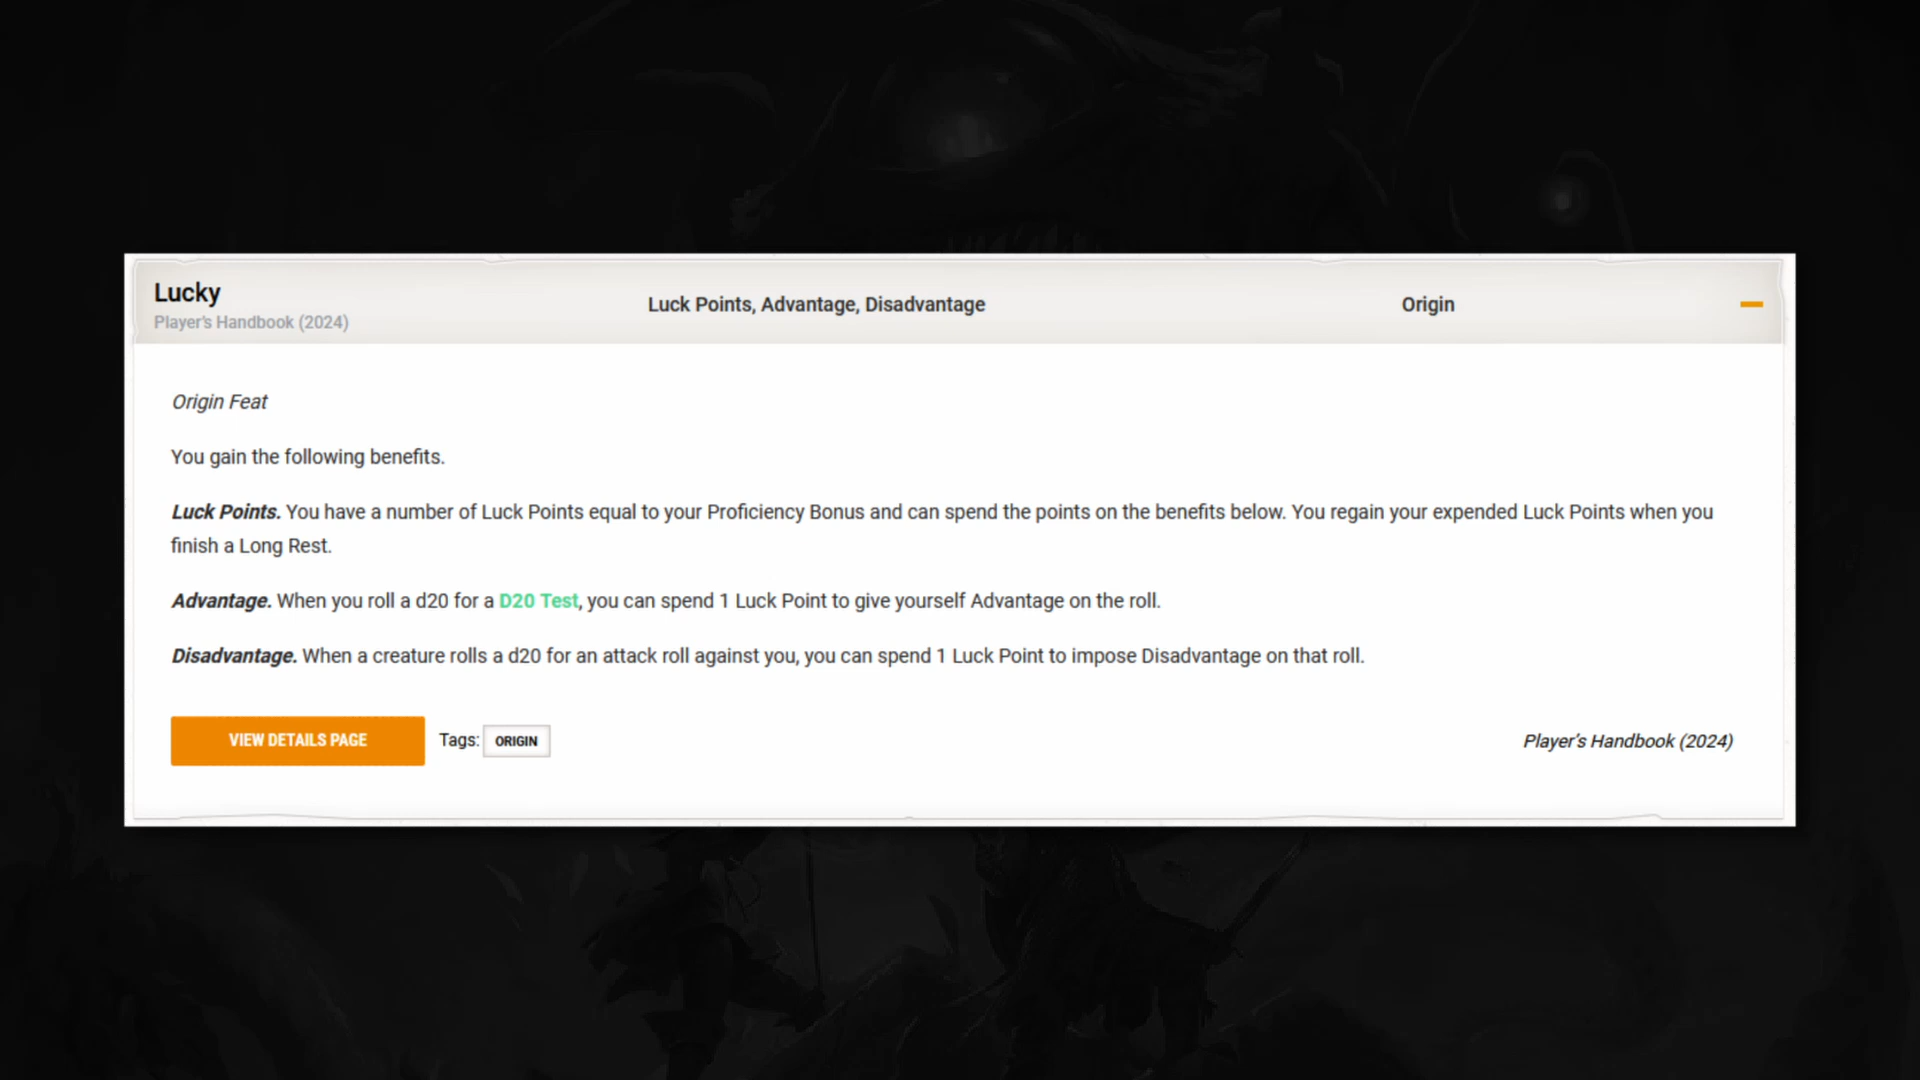 Lucky
Player's Handbook (2024)
Luck Points, Advantage, Disadvantage
Origin
Origin Feat
You gain the following benefits.
Luck Points. You have a number of Luck Points equal to your Proficiency Bonus and can spend the points on the benefits below. You regain your expended Luck Points when you
finish a Long Rest.
Advantage. When you roll a d20 for a D20 Test, you can spend 1 Luck Point to give yourself Advantage on the roll.
Disadvantage. When a creature rolls a d20 for an attack roll against you, you can spend 1 Luck Point to impose Disadvantage on that roll.
VIEW DETAILS PAGE
Tags: ORIGIN
Player's Handbook (2024)